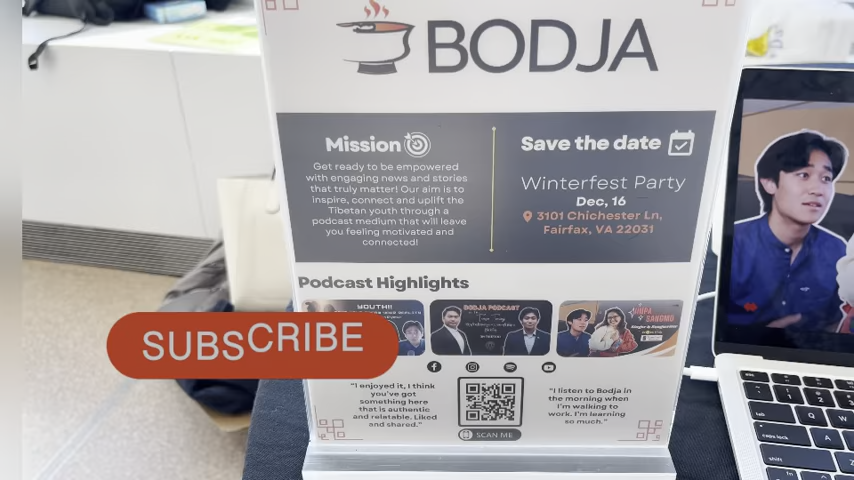 BODJA
Mission
Get ready to be empowered
with engaging news and stories
that truly matter! Our aim is to
inspire, connect and uplift the
Tibetan youth through a
podcast medium that will leave
you feeling motivated and
connected!
Save the date
Winterfest Party
Dec, 16
3101 Chichester Ln,
Fairfax, VA 22031
Podcast Highlights
YOUTH!!
BODJA PODCAST
SUBSCRIBE
"I enjoyed it, I think
you've got
something here
that is authentic
and relatable. Liked
and shared."
SCAN ME
"I listen to Bodja in
the morning when
I'm walking to
work. I'm learning
so much."
tab
caps lock
shift
Q
W
A
Z